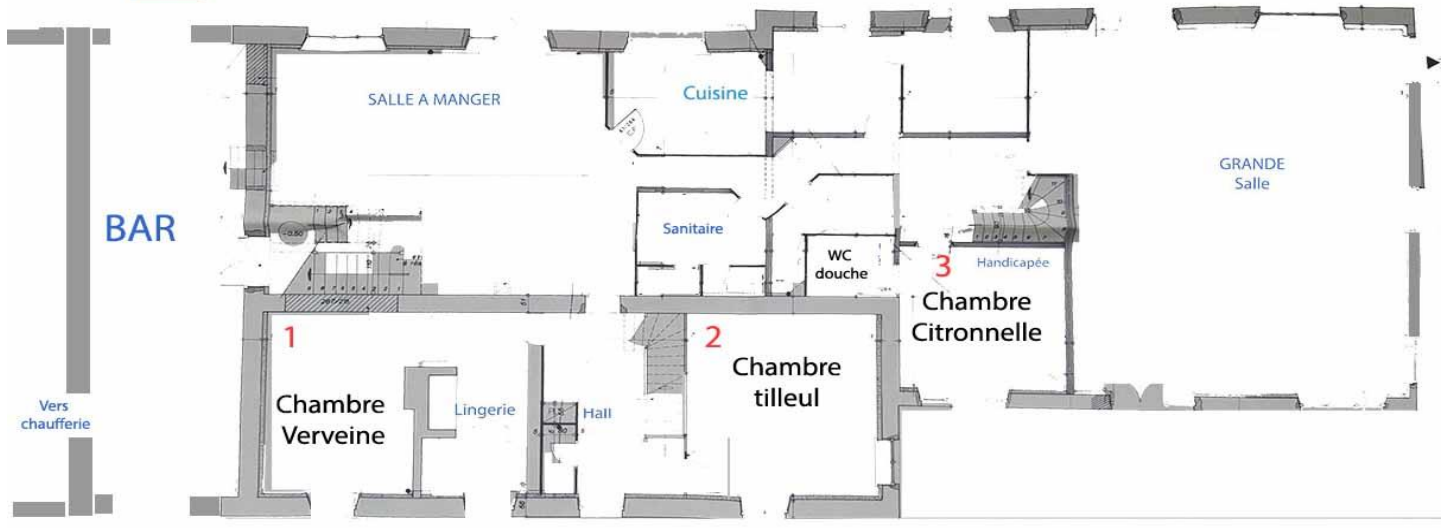 SALLE A MANGER
Cuisine
GRANDE
Salle
BAR
Sanitaire
WC
douche
3
Handicapée
Chambre
Citronnelle
1
2
Chambre
tilleul
Chambre
Verveine
Lingerie
Hall
Vers
chaufferie